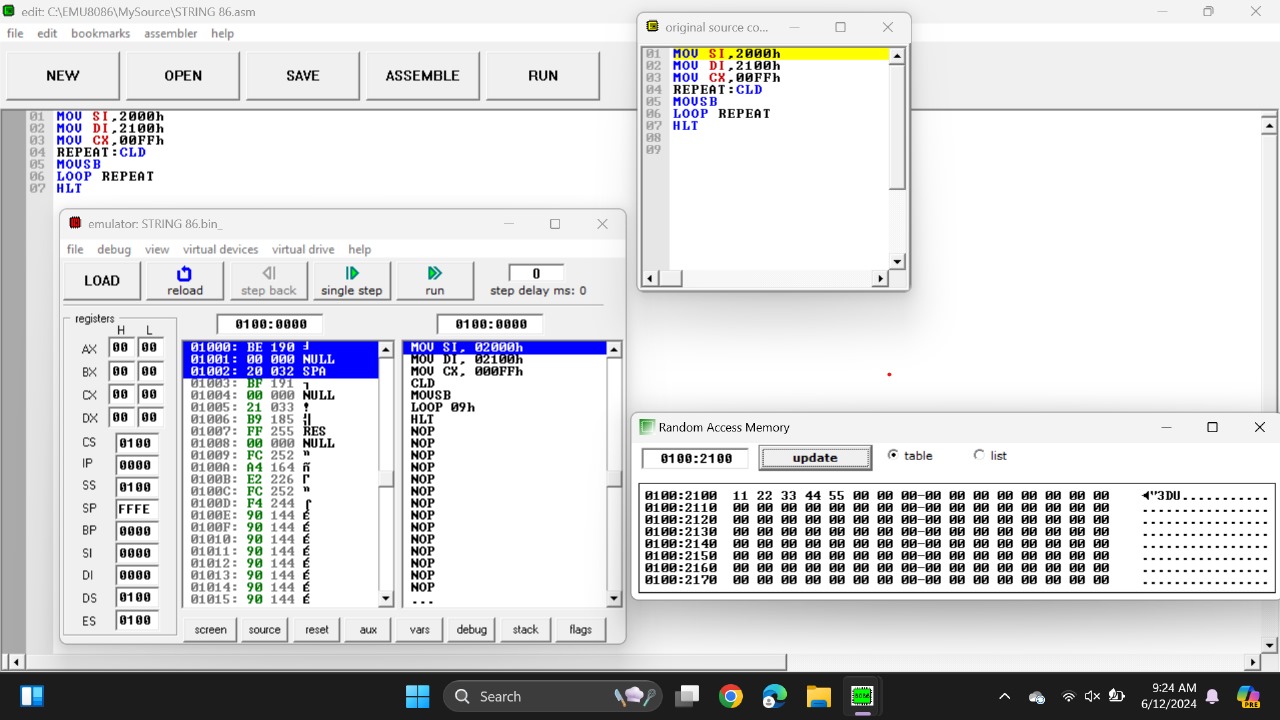 edit: C:\EMU8086\MySource\STRING 86.asm
file edit bookmarks assembler help
NEW OPEN SAVE ASSEMBLE RUN
01 MOV SI,2000h
02 MOV DI,2100h
03 MOV CX,00FFh
04 REPEAT:CLD
05 MOVSB
06 LOOP REPEAT
07 HLT
original source co...
01 MOV SI,2000h
02 MOV DI,2100h
03 MOV CX,00FFh
04 REPEAT:CLD
05 MOVSB
06 LOOP REPEAT
07 HLT
08
09
emulator: STRING 86.bin_
file debug view virtual devices virtual drive help
LOAD reload step back single step run 0
step delay ms: 0
registers
H L
AX 00 00
BX 00 00
CX 00 00
DX 00 00
CS 0100
IP 0000
SS 0100
SP FFFE
BP 0000
SI 0000
DI 0000
DS 0100
ES 0100
0100:0000
01000: BE 190 ╛
01001: 00 000 NULL
01002: 20 032 SPA
01003: BF 191 ┐
01004: 00 000 NULL
01005: 21 033 !
01006: B9 185 ╣
01007: FF 255 RES
01008: 00 000 NULL
01009: FC 252 ⁿ
0100A: A4 164 ñ
0100B: E2 226 Γ
0100C: FC 252 ⁿ
0100D: F4 244 ⌠
0100E: 90 144 É
0100F: 90 144 É
01010: 90 144 É
01011: 90 144 É
01012: 90 144 É
01013: 90 144 É
01014: 90 144 É
01015: 90 144 É
0100:0000
MOV SI, 02000h
MOV DI, 02100h
MOV CX, 000FFh
CLD
MOVSB
LOOP 09h
HLT
NOP
NOP
NOP
NOP
NOP
NOP
NOP
NOP
NOP
NOP
NOP
NOP
NOP
NOP
...
screen source reset aux vars debug stack flags
Random Access Memory
0100:2100 update table list
0100:2100 11 22 33 44 55 00 00 00-00 00 00 00 00 00 00 00 ◄"3DU...........
0100:2110 00 00 00 00 00 00 00 00-00 00 00 00 00 00 00 00 ................
0100:2120 00 00 00 00 00 00 00 00-00 00 00 00 00 00 00 00 ................
0100:2130 00 00 00 00 00 00 00 00-00 00 00 00 00 00 00 00 ................
0100:2140 00 00 00 00 00 00 00 00-00 00 00 00 00 00 00 00 ................
0100:2150 00 00 00 00 00 00 00 00-00 00 00 00 00 00 00 00 ................
0100:2160 00 00 00 00 00 00 00 00-00 00 00 00 00 00 00 00 ................
0100:2170 00 00 00 00 00 00 00 00-00 00 00 00 00 00 00 00 ................
Search
9:24 AM
6/12/2024
8086
PRE